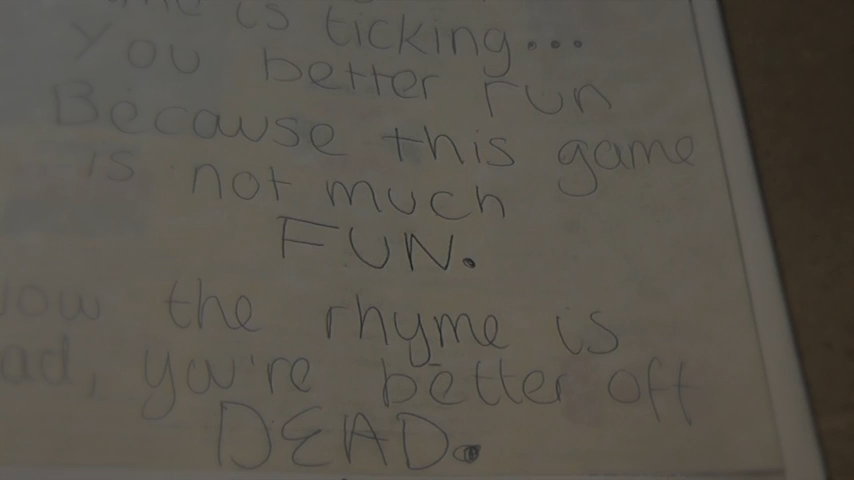 is ticking...
you better run
Because this game
is not much
FUN.
the rhyme is
you're better off
DEAD.